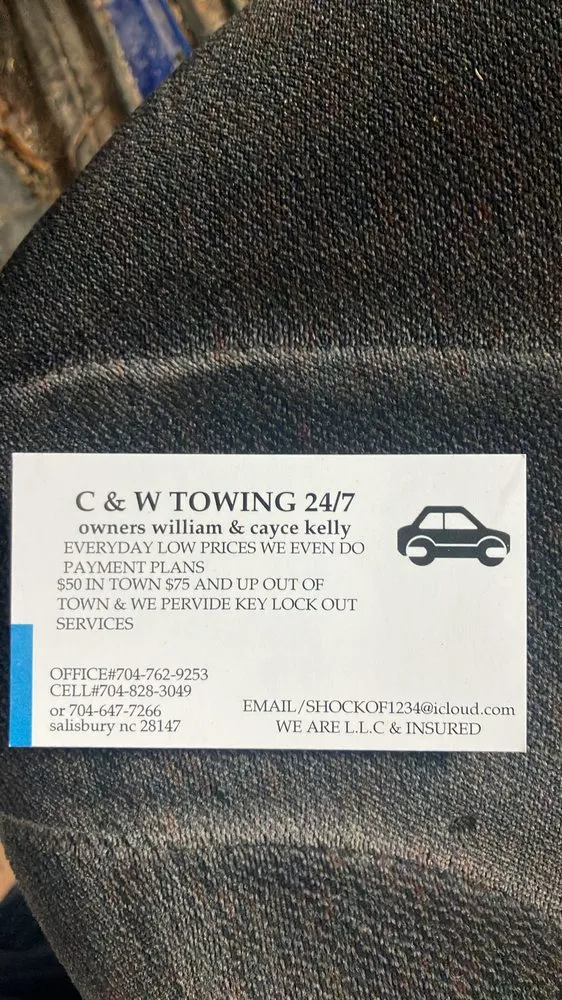 C & W TOWING 24/7
owners william & cayce kelly
EVERYDAY LOW PRICES WE EVEN DO
PAYMENT PLANS
$50 IN TOWN $75 AND UP OUT OF
TOWN & WE PERVIDE KEY LOCK OUT
SERVICES
OFFICE#704-762-9253
CELL#704-828-3049
or 704-647-7266
salisbury nc 28147
EMAIL/SHOCKOF1234@icloud.com
WE ARE L.L.C & INSURED